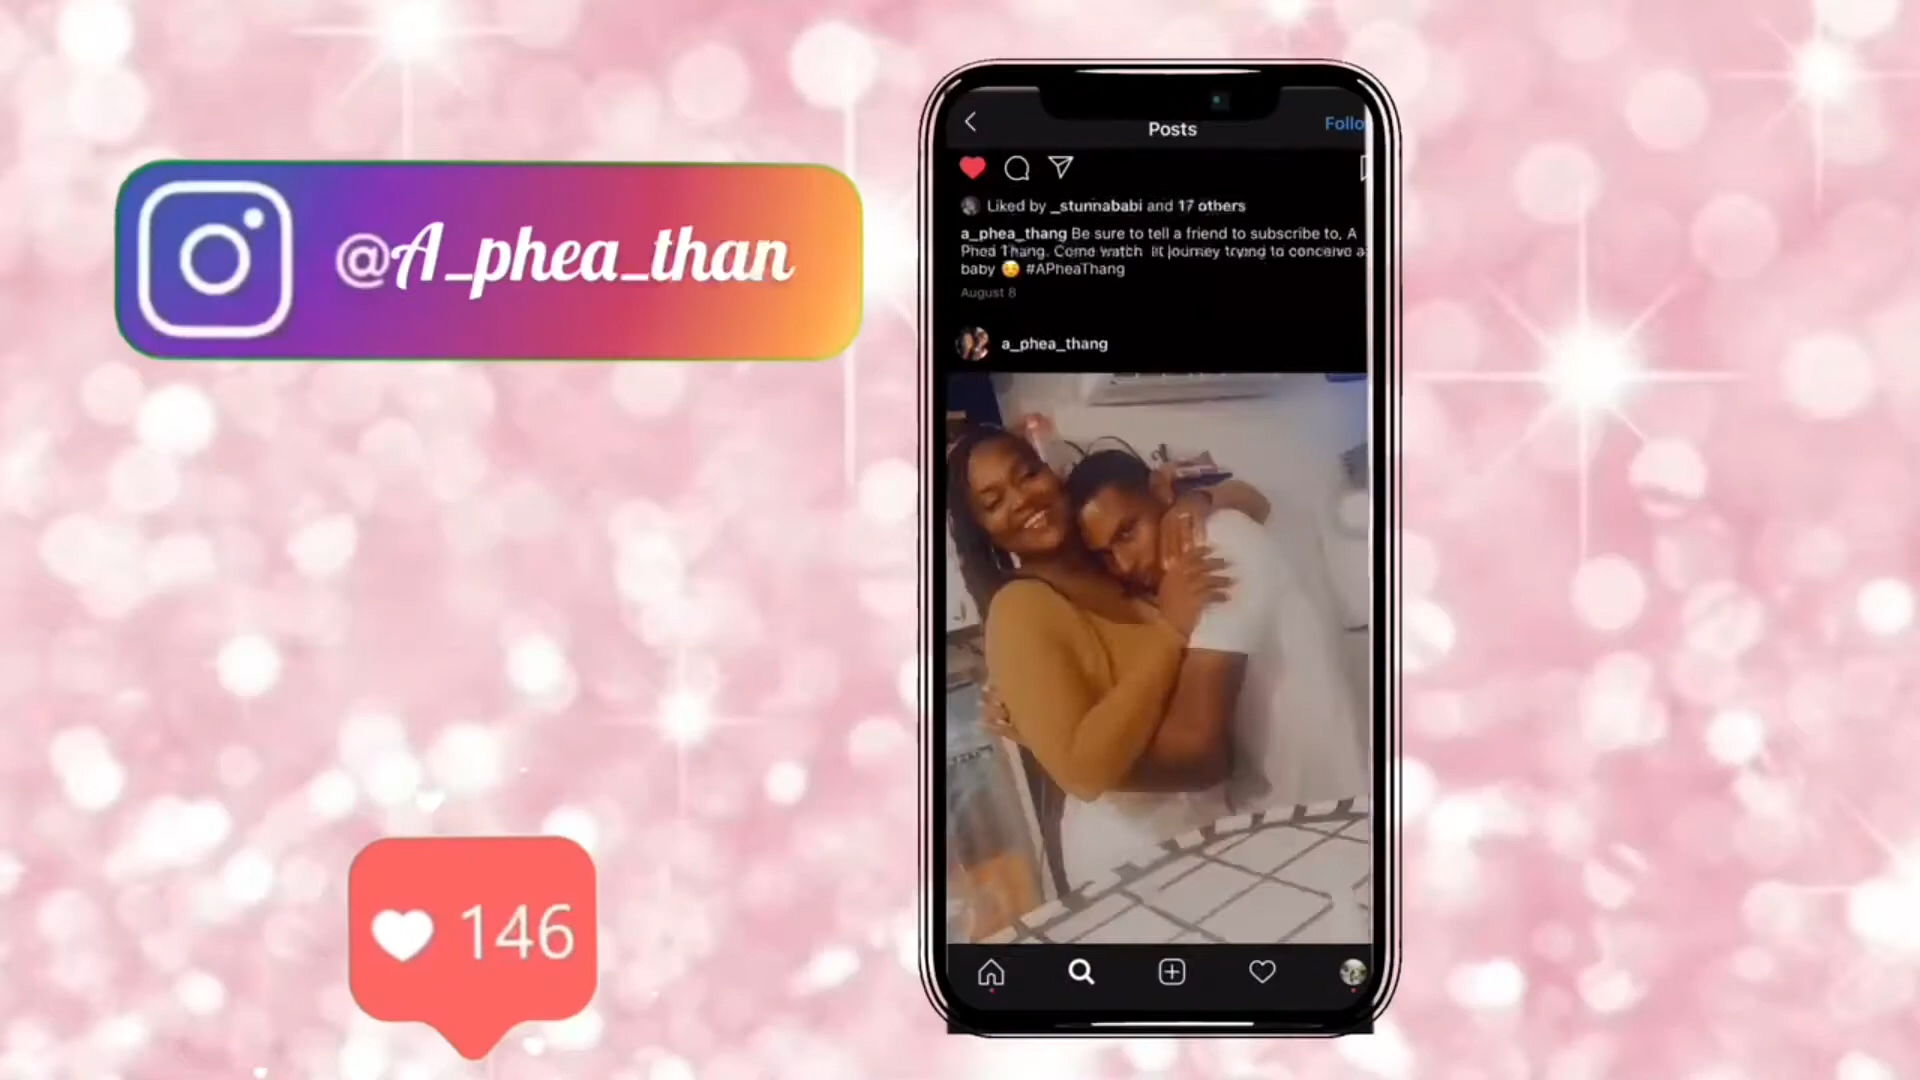 @A_phea_than
146
Posts
Follo
Liked by _stunnababi and 17 others
a_phea_thang Be sure to tell a friend to subscribe to, A
Phea Thang. Come watch journey trying to conceive a
baby ☺️ #APheaThang
August 8
a_phea_thang